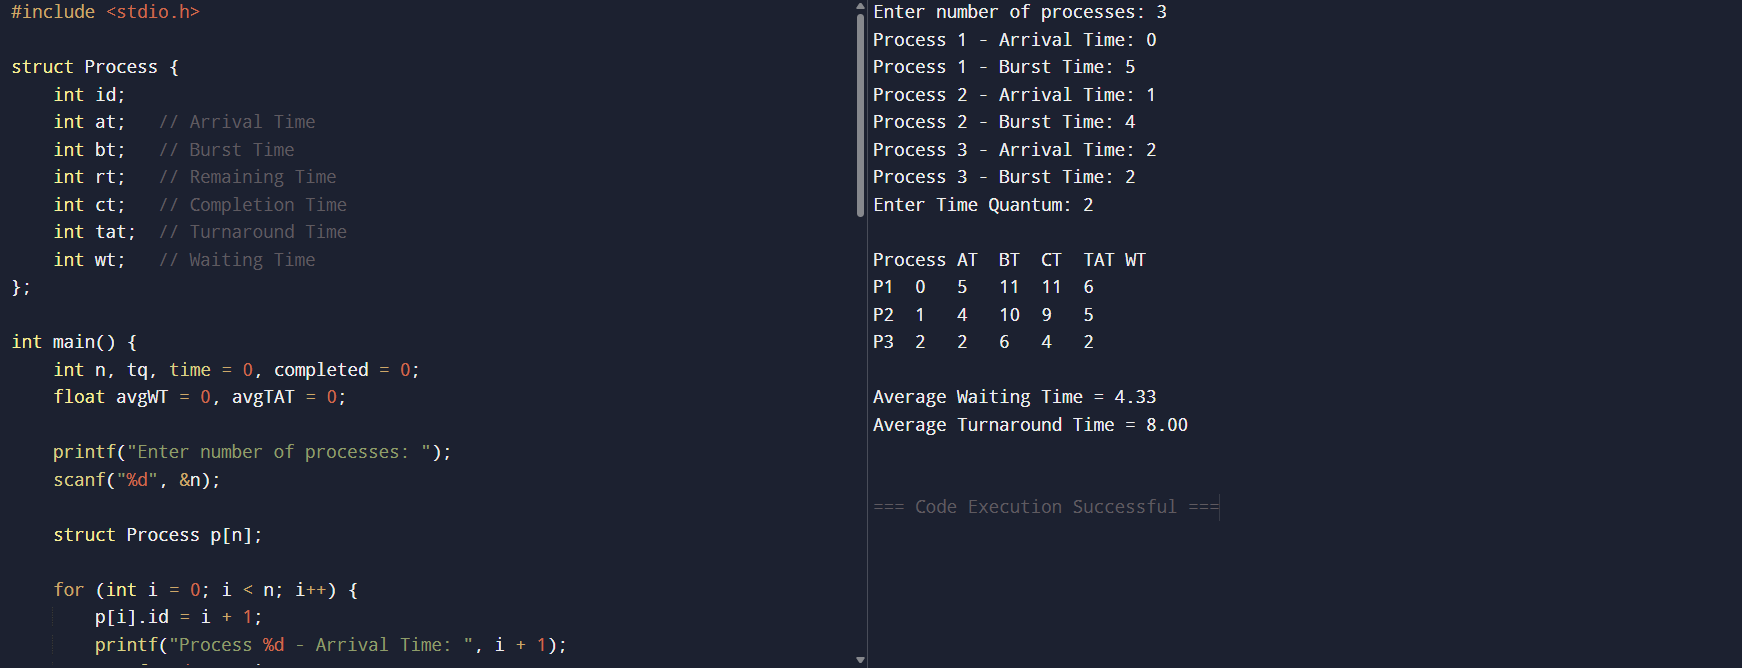 #include <stdio.h>
struct Process {
int id;
int at;   // Arrival Time
int bt;   // Burst Time
int rt;   // Remaining Time
int ct;   // Completion Time
int tat;  // Turnaround Time
int wt;   // Waiting Time
};
int main() {
int n, tq, time = 0, completed = 0;
float avgWT = 0, avgTAT = 0;
printf("Enter number of processes: ");
scanf("%d", &n);
struct Process p[n];
for (int i = 0; i < n; i++) {
p[i].id = i + 1;
printf("Process %d - Arrival Time: ", i + 1);
Enter number of processes: 3
Process 1 - Arrival Time: 0
Process 1 - Burst Time: 5
Process 2 - Arrival Time: 1
Process 2 - Burst Time: 4
Process 3 - Arrival Time: 2
Process 3 - Burst Time: 2
Enter Time Quantum: 2
Process AT  BT  CT  TAT WT
P1  0   5   11  11  6
P2  1   4   10  9   5
P3  2   2   6   4   2
Average Waiting Time = 4.33
Average Turnaround Time = 8.00
=== Code Execution Successful ===